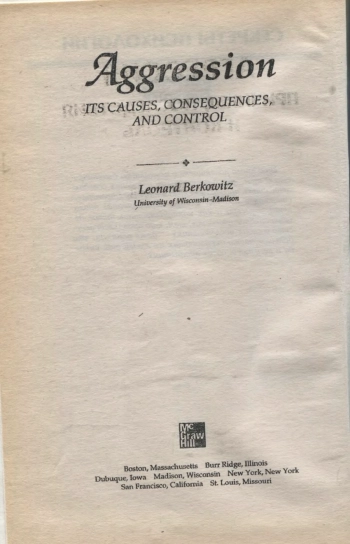 Aggression
ITS CAUSES, CONSEQUENCES,
AND CONTROL
Leonard Berkowitz
University of Wisconsin–Madison
Mc
Graw
Hill
Boston, Massachusetts Burr Ridge, Illinois
Dubuque, Iowa Madison, Wisconsin New York, New York
San Francisco, California St. Louis, Missouri